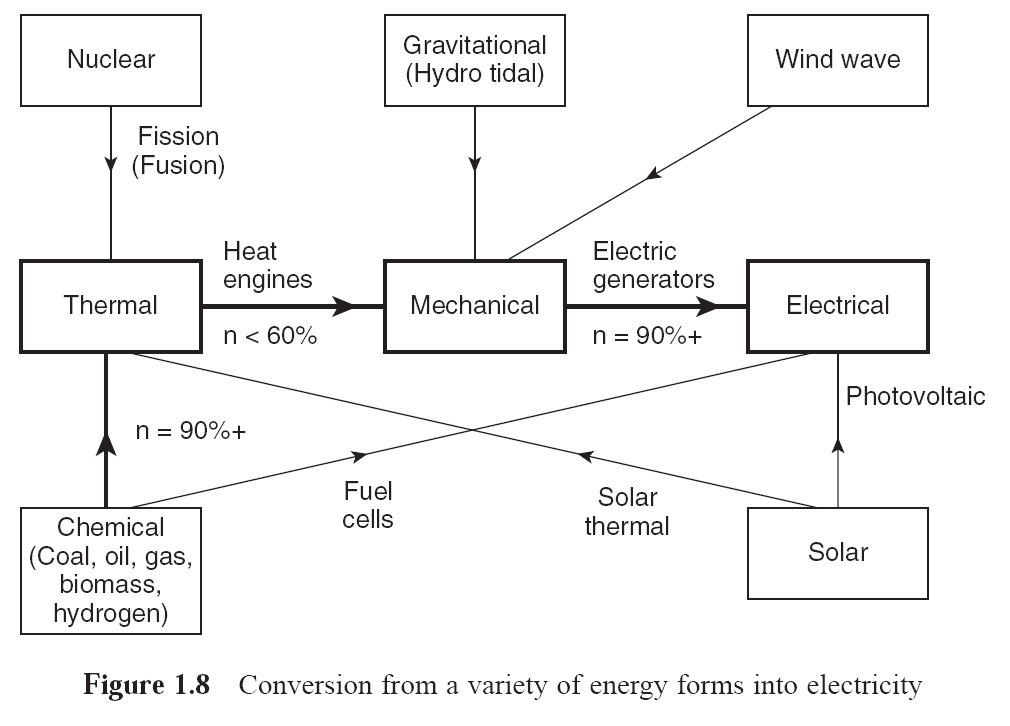 Nuclear
Gravitational
(Hydro tidal)
Wind wave
Fission
(Fusion)
Heat
engines
Electric
generators
Thermal
Mechanical
Electrical
n < 60%
n = 90%+
Photovoltaic
n = 90%+
Fuel
cells
Solar
thermal
Chemical
(Coal, oil, gas,
biomass,
hydrogen)
Solar
Figure 1.8 Conversion from a variety of energy forms into electricity